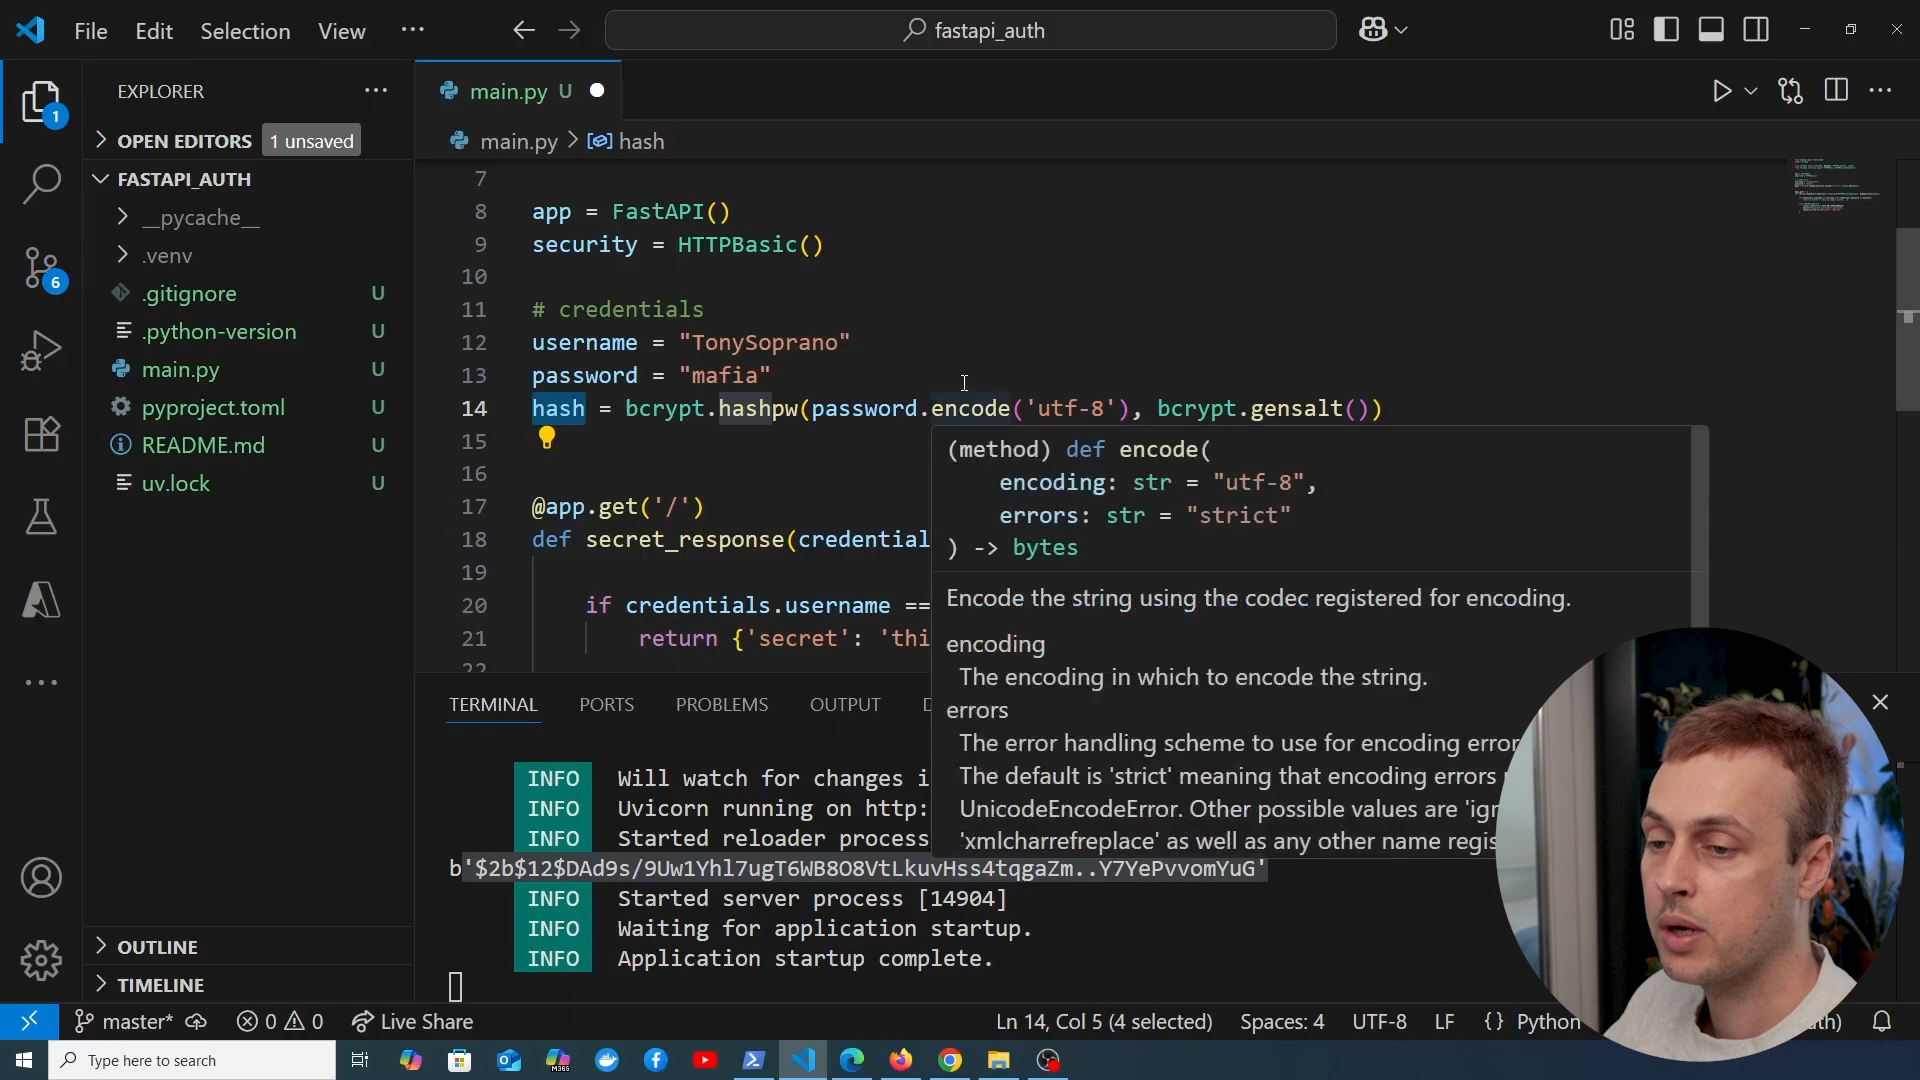 File Edit Selection View ···
fastapi_auth
EXPLORER
OPEN EDITORS 1 unsaved
FASTAPI_AUTH
__pycache__
.venv
.gitignore U
.python-version U
main.py U
pyproject.toml U
README.md U
uv.lock U
OUTLINE
TIMELINE
1
6
main.py U
main.py > hash
7
8 app = FastAPI()
9 security = HTTPBasic()
10
11 # credentials
12 username = "TonySoprano"
13 password = "mafia"
14 hash = bcrypt.hashpw(password.encode('utf-8'), bcrypt.gensalt())
15
16
17 @app.get('/')
18 def secret_response(credential
19
20 if credentials.username ==
21 return {'secret': 'thi
22
(method) def encode(
encoding: str = "utf-8",
errors: str = "strict"
) -> bytes
Encode the string using the codec registered for encoding.
encoding
The encoding in which to encode the string.
errors
The error handling scheme to use for encoding error
The default is 'strict' meaning that encoding errors
UnicodeEncodeError. Other possible values are 'ign
'xmlcharrefreplace' as well as any other name regis
TERMINAL PORTS PROBLEMS OUTPUT D
INFO Will watch for changes i
INFO Uvicorn running on http:
INFO Started reloader process
b'$2b$12$DAd9s/9Uw1Yhl7ugT6WB8O8VtLkuvHss4tqgaZm..Y7YePvvomYuG'
INFO Started server process [14904]
INFO Waiting for application startup.
INFO Application startup complete.
master* 0 0 Live Share Ln 14, Col 5 (4 selected) Spaces: 4 UTF-8 LF {} Python th)
Type here to search